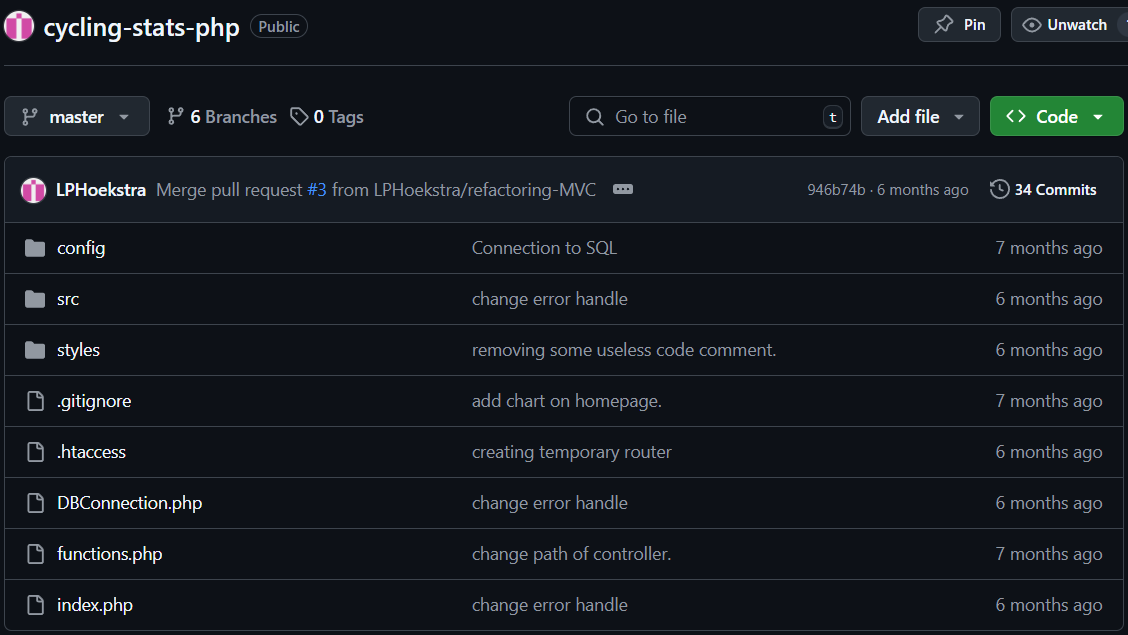 cycling-stats-php Public Pin Unwatch
master 6 Branches 0 Tags Go to file t Add file Code
LPHoekstra Merge pull request #3 from LPHoekstra/refactoring-MVC 946b74b · 6 months ago 34 Commits
config Connection to SQL 7 months ago
src change error handle 6 months ago
styles removing some useless code comment. 6 months ago
.gitignore add chart on homepage. 7 months ago
.htaccess creating temporary router 6 months ago
DBConnection.php change error handle 6 months ago
functions.php change path of controller. 7 months ago
index.php change error handle 6 months ago